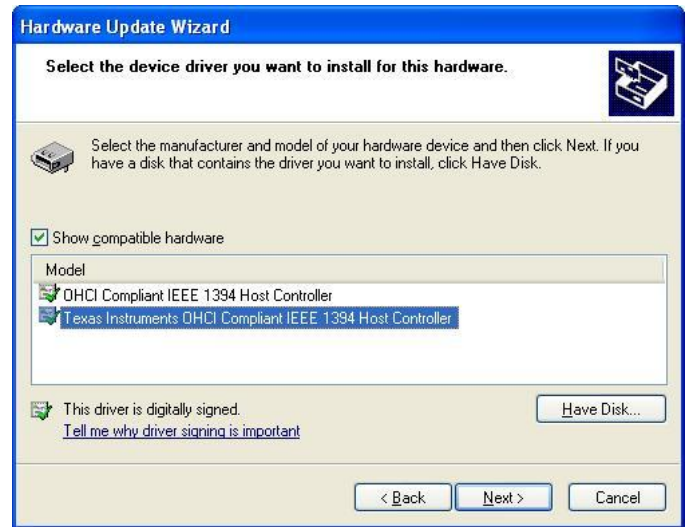 Hardware Update Wizard
Select the device driver you want to install for this hardware.
Select the manufacturer and model of your hardware device and then click Next. If you
have a disk that contains the driver you want to install, click Have Disk.
Show compatible hardware
Model
OHCI Compliant IEEE 1394 Host Controller
Texas Instruments OHCI Compliant IEEE 1394 Host Controller
This driver is digitally signed.
Have Disk...
Tell me why driver signing is important
< Back
Next >
Cancel